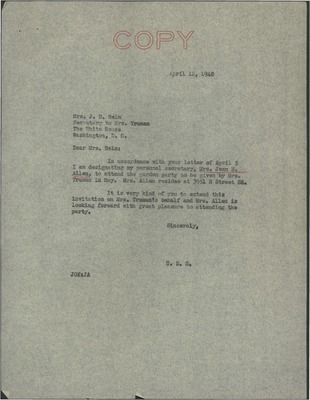 COPY
April 12, 1948
Mrs. J. B. Helm
Secretary to Mrs. Truman
The White House
Washington, D. C.
Dear Mrs. Helm:
In accordance with your letter of April 5
I am designating my personal secretary, Mrs. Jean H.
Allen, to attend the garden party to be given by Mrs.
Truman in May. Mrs. Allen resides at 3051 S Street SE.
It is very kind of you to extend this
invitation on Mrs. Truman's behalf and Mrs. Allen is
looking forward with great pleasure to attending the
party.
Sincerely,